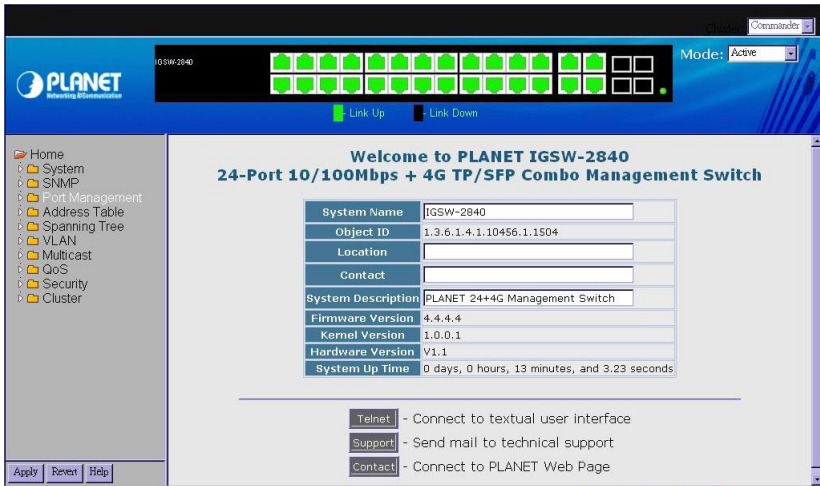 Cluster: Commander
Mode: Active
IGSW-2840
PLANET
Networking & Communication
- Link Up - Link Down
Home
System
SNMP
Port Management
Address Table
Spanning Tree
VLAN
Multicast
QoS
Security
Cluster
Welcome to PLANET IGSW-2840
24-Port 10/100Mbps + 4G TP/SFP Combo Management Switch
System Name IGSW-2840
Object ID 1.3.6.1.4.1.10456.1.1504
Location
Contact
System Description PLANET 24+4G Management Switch
Firmware Version 4.4.4.4
Kernel Version 1.0.0.1
Hardware Version V1.1
System Up Time 0 days, 0 hours, 13 minutes, and 3.23 seconds
Telnet - Connect to textual user interface
Support - Send mail to technical support
Contact - Connect to PLANET Web Page
Apply Revert Help